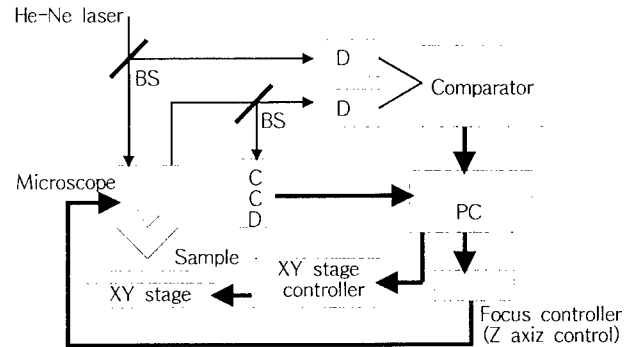 He-Ne laser
BS
D
D
Comparator
BS
Microscope
C
C
D
PC
Sample
XY stage
controller
XY stage
Focus controller
(Z axiz control)